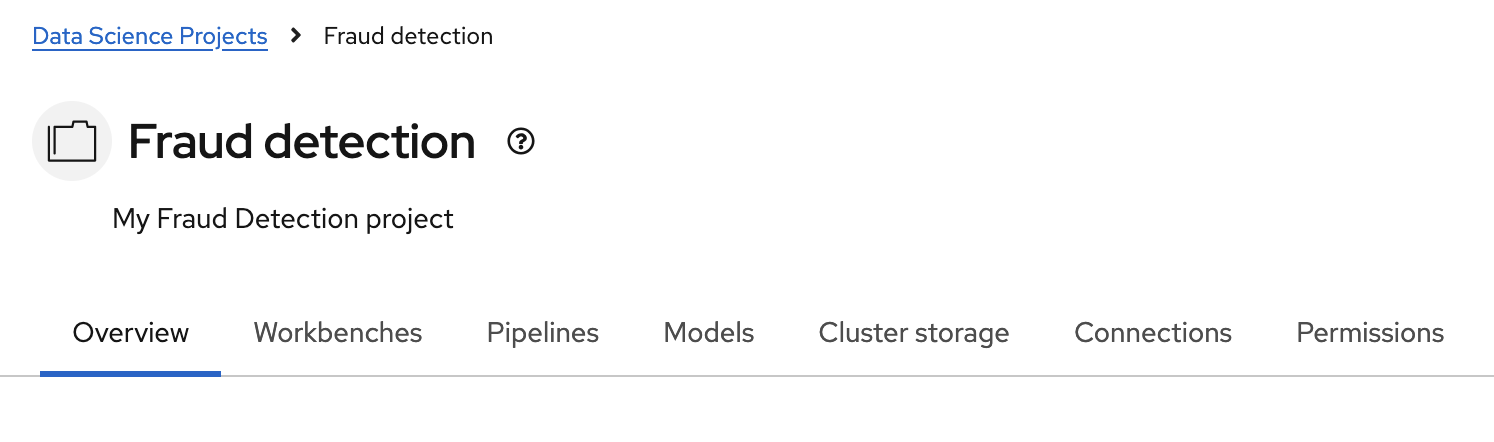 Data Science Projects > Fraud detection
Fraud detection ?
My Fraud Detection project
Overview Workbenches Pipelines Models Cluster storage Connections Permissions